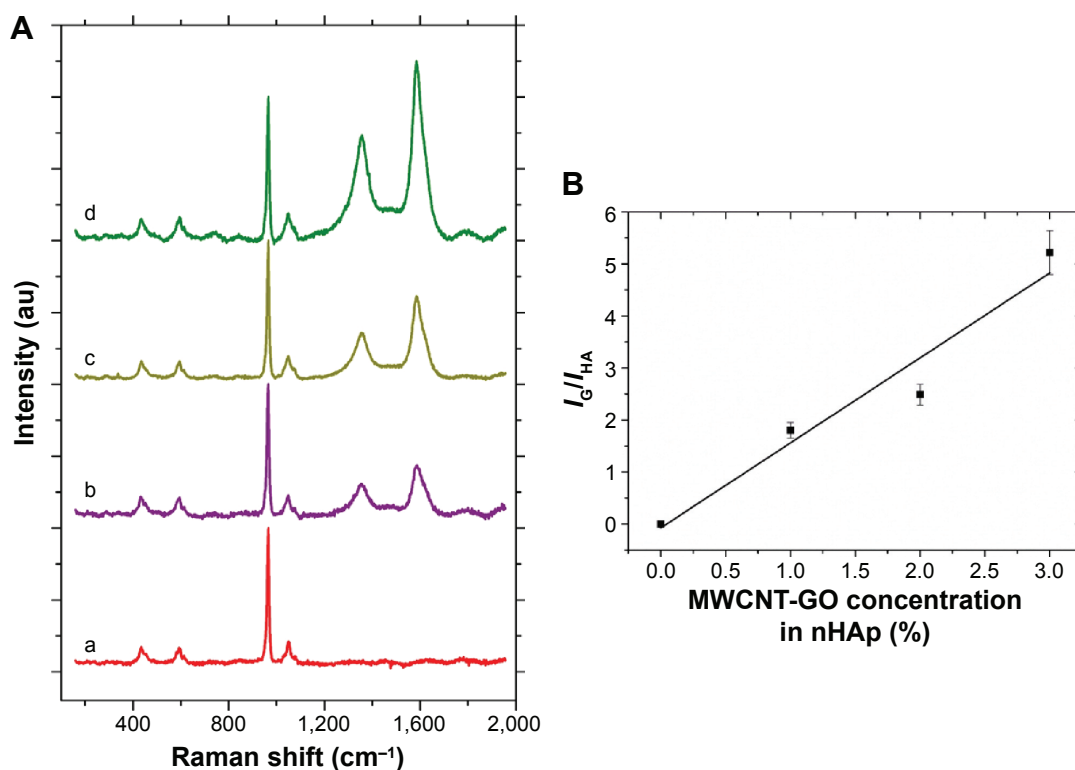 A
d
c
b
a
Intensity (au)
400 800 1,200 1,600 2,000
Raman shift (cm⁻¹)
B
6
5
4
3
2
1
0
I_G/I_HA
0.0 0.5 1.0 1.5 2.0 2.5 3.0
MWCNT-GO concentration
in nHAp (%)